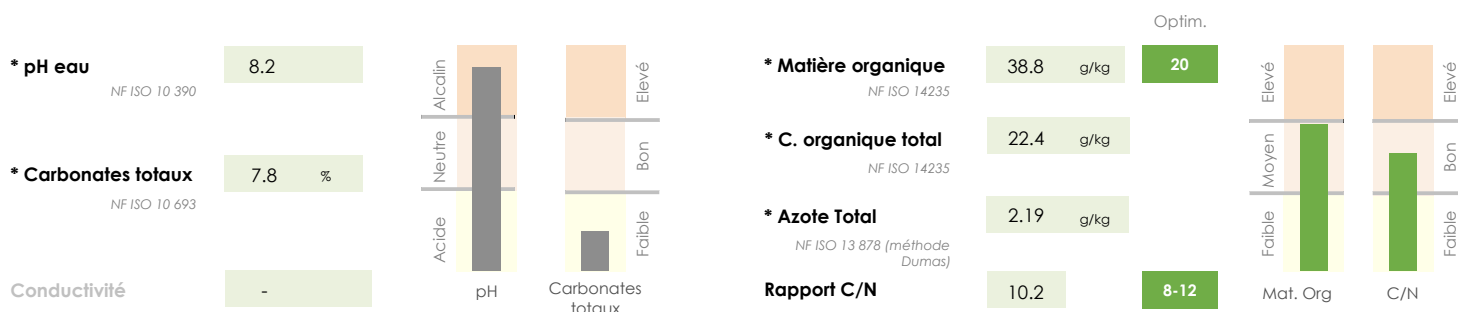 * pH eau 8.2
NF ISO 10 390
* Carbonates totaux 7.8 %
NF ISO 10 693
Conductivité -
Alcalin
Neutre
Acide
pH
Elevé
Bon
Faible
Carbonates
totaux
Optim.
* Matière organique 38.8 g/kg 20
NF ISO 14235
* C. organique total 22.4 g/kg
NF ISO 14235
* Azote Total 2.19 g/kg
NF ISO 13 878 (méthode
Dumas)
Rapport C/N 10.2 8-12
Elevé
Moyen
Faible
Mat. Org
Elevé
Bon
Faible
C/N